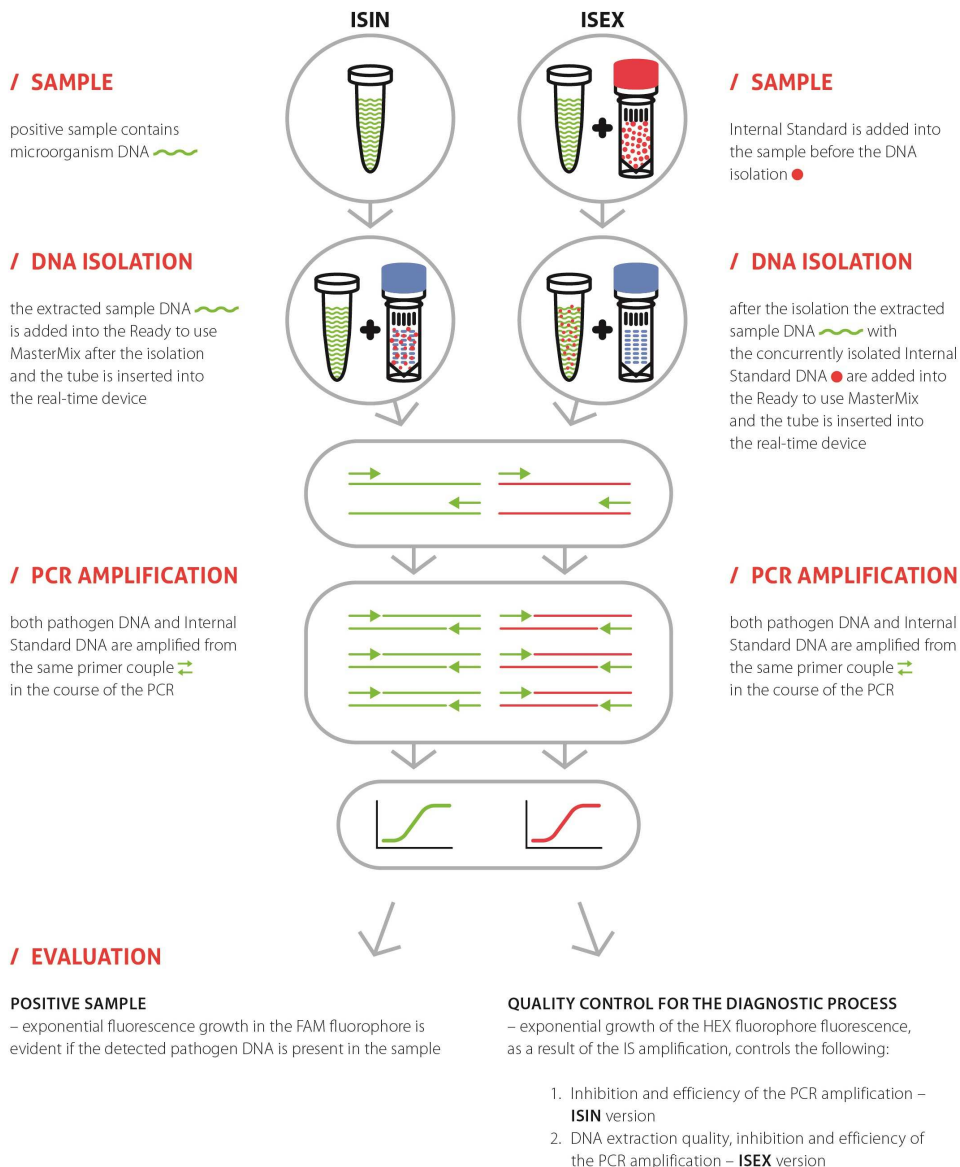 ISIN
ISEX
/ SAMPLE
positive sample contains
microorganism DNA
/ SAMPLE
Internal Standard is added into
the sample before the DNA
isolation
/ DNA ISOLATION
the extracted sample DNA
is added into the Ready to use
MasterMix after the isolation
and the tube is inserted into
the real-time device
/ DNA ISOLATION
after the isolation the extracted
sample DNA with
the concurrently isolated Internal
Standard DNA are added into
the Ready to use MasterMix
and the tube is inserted into
the real-time device
/ PCR AMPLIFICATION
both pathogen DNA and Internal
Standard DNA are amplified from
the same primer couple
in the course of the PCR
/ PCR AMPLIFICATION
both pathogen DNA and Internal
Standard DNA are amplified from
the same primer couple
in the course of the PCR
/ EVALUATION
POSITIVE SAMPLE
– exponential fluorescence growth in the FAM fluorophore is
evident if the detected pathogen DNA is present in the sample
QUALITY CONTROL FOR THE DIAGNOSTIC PROCESS
– exponential growth of the HEX fluorophore fluorescence,
as a result of the IS amplification, controls the following:
1. Inhibition and efficiency of the PCR amplification –
ISIN version
2. DNA extraction quality, inhibition and efficiency of
the PCR amplification – ISEX version